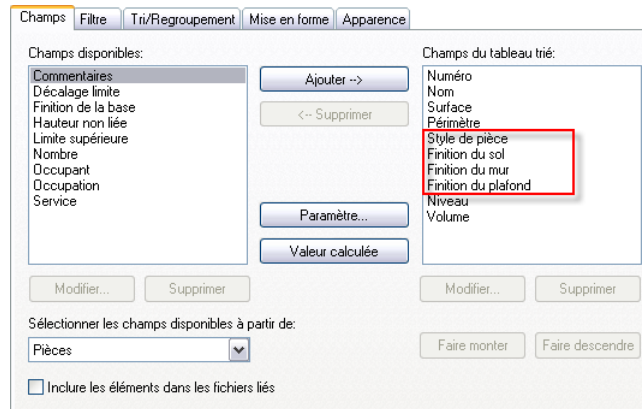 Champs Filtre Tri/Regroupement Mise en forme Apparence
Champs disponibles:
Commentaires
Décalage limite
Finition de la base
Hauteur non liée
Limite supérieure
Nombre
Occupant
Occupation
Service
Ajouter -->
<-- Supprimer
Paramètre...
Valeur calculée
Champs du tableau trié:
Numéro
Nom
Surface
Périmètre
Style de pièce
Finition du sol
Finition du mur
Finition du plafond
Niveau
Volume
Modifier... Supprimer
Modifier... Supprimer
Sélectionner les champs disponibles à partir de:
Pièces
Faire monter Faire descendre
Inclure les éléments dans les fichiers liés